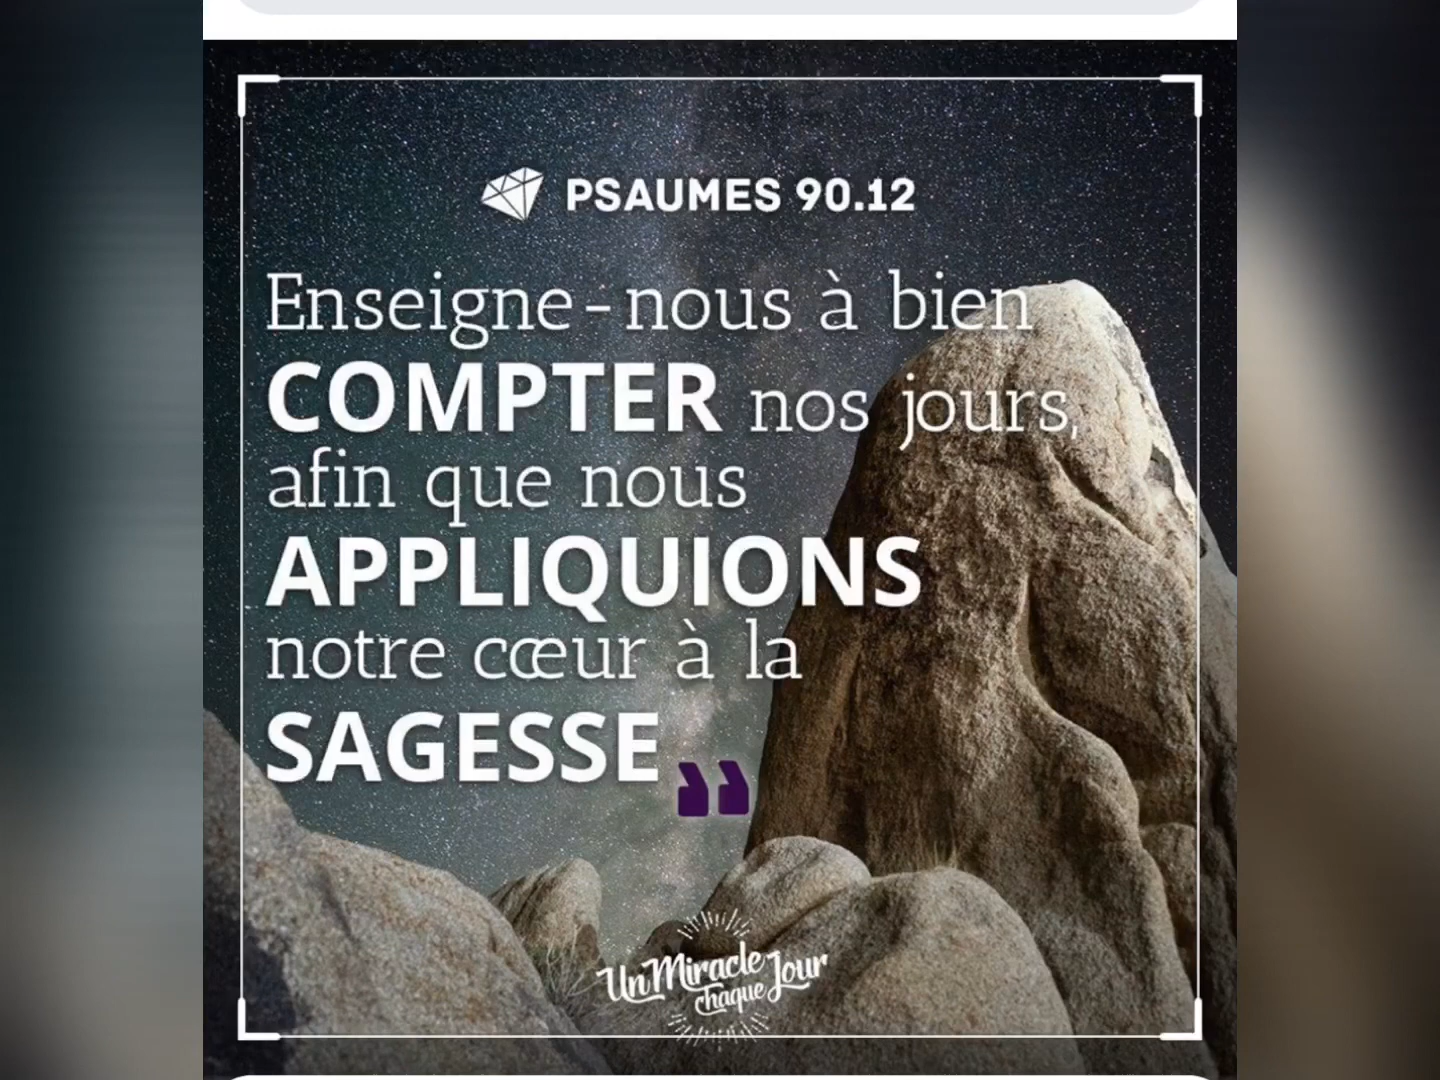 PSAUMES 90.12
Enseigne-nous à bien
COMPTER nos jours,
afin que nous
APPLIQUIONS
notre cœur à la
SAGESSE "
Un Miracle
chaque Jour